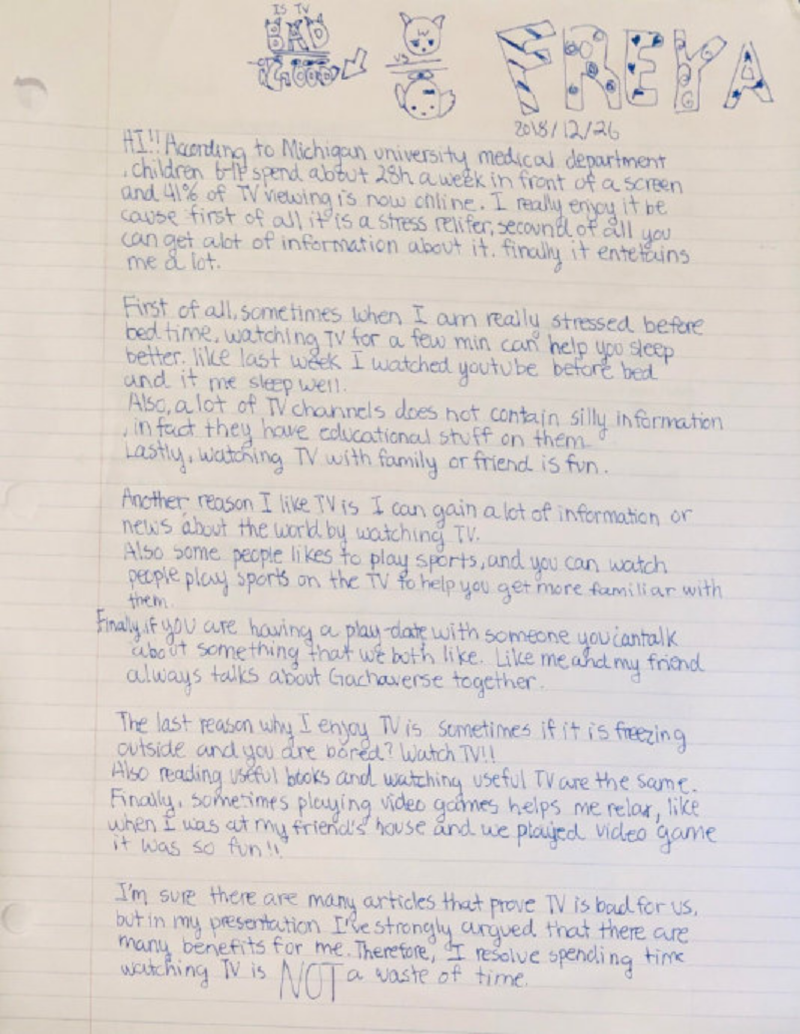 IS TV
BAD
VS
GOOD
FREYA
2018/12/26
HI!! According to Michigan university medical department
, children 6-11 spend about 28h a week in front of a screen
and 41% of TV viewing is now online. I really enjoy it be
cause first of all it is a stress relifer, secound of all you
can get alot of information about it. finally it entetains
me a lot.
First of all, sometimes when I am really stressed before
bed time, watching TV for a few min can help you sleep
better. like last week I watched youtube before bed
and it me sleep well.
Also, a lot of TV channels does not contain silly information
, in fact they have educational stuff on them.
Lastly, watching TV with family or friend is fun.
Another reason I like TV is I can gain a lot of information or
news about the world by watching TV.
Also some people likes to play sports, and you can watch
people play sports on the TV to help you get more familiar with
them.
Finally, if you are having a play-date with someone you can talk
about something that we both like. Like me and my friend
always talks about Gachaverse together.
The last reason why I enjoy TV is sometimes if it is freezing
outside and you are bored? Watch TV!!
Also reading useful books and watching useful TV are the same.
Finally, sometimes playing video games helps me relax, like
when I was at my friend's house and we played video game
it was so fun!!
I'm sure there are many articles that prove TV is bad for us,
but in my presentation I've strongly argued that there are
many benefits for me. Therefore, I resolve spending time
watching TV is NOT a waste of time.